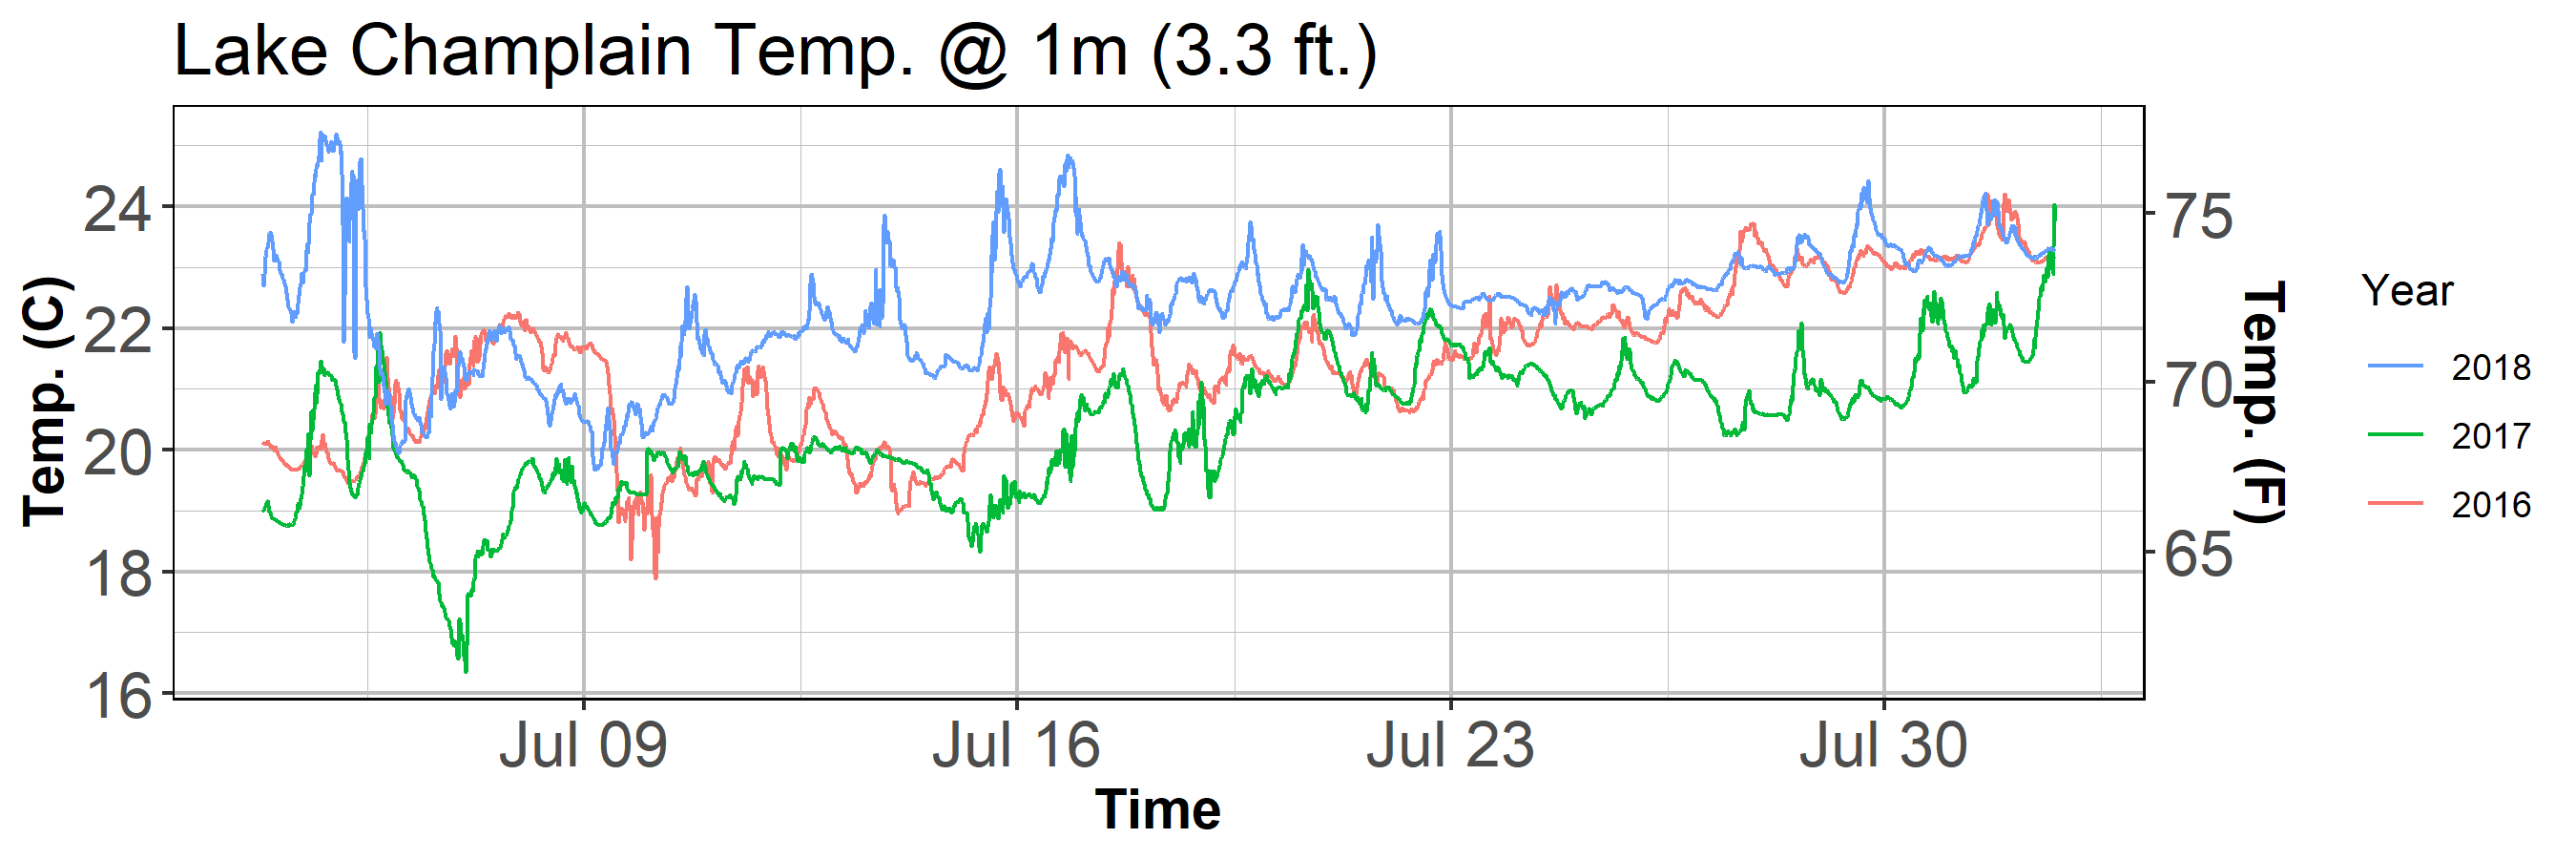 Lake Champlain Temp. @ 1m (3.3 ft.)
Temp. (C)
24
22
20
18
16
75
70
65
Temp. (F)
Jul 09
Jul 16
Jul 23
Jul 30
Time
Year
2018
2017
2016